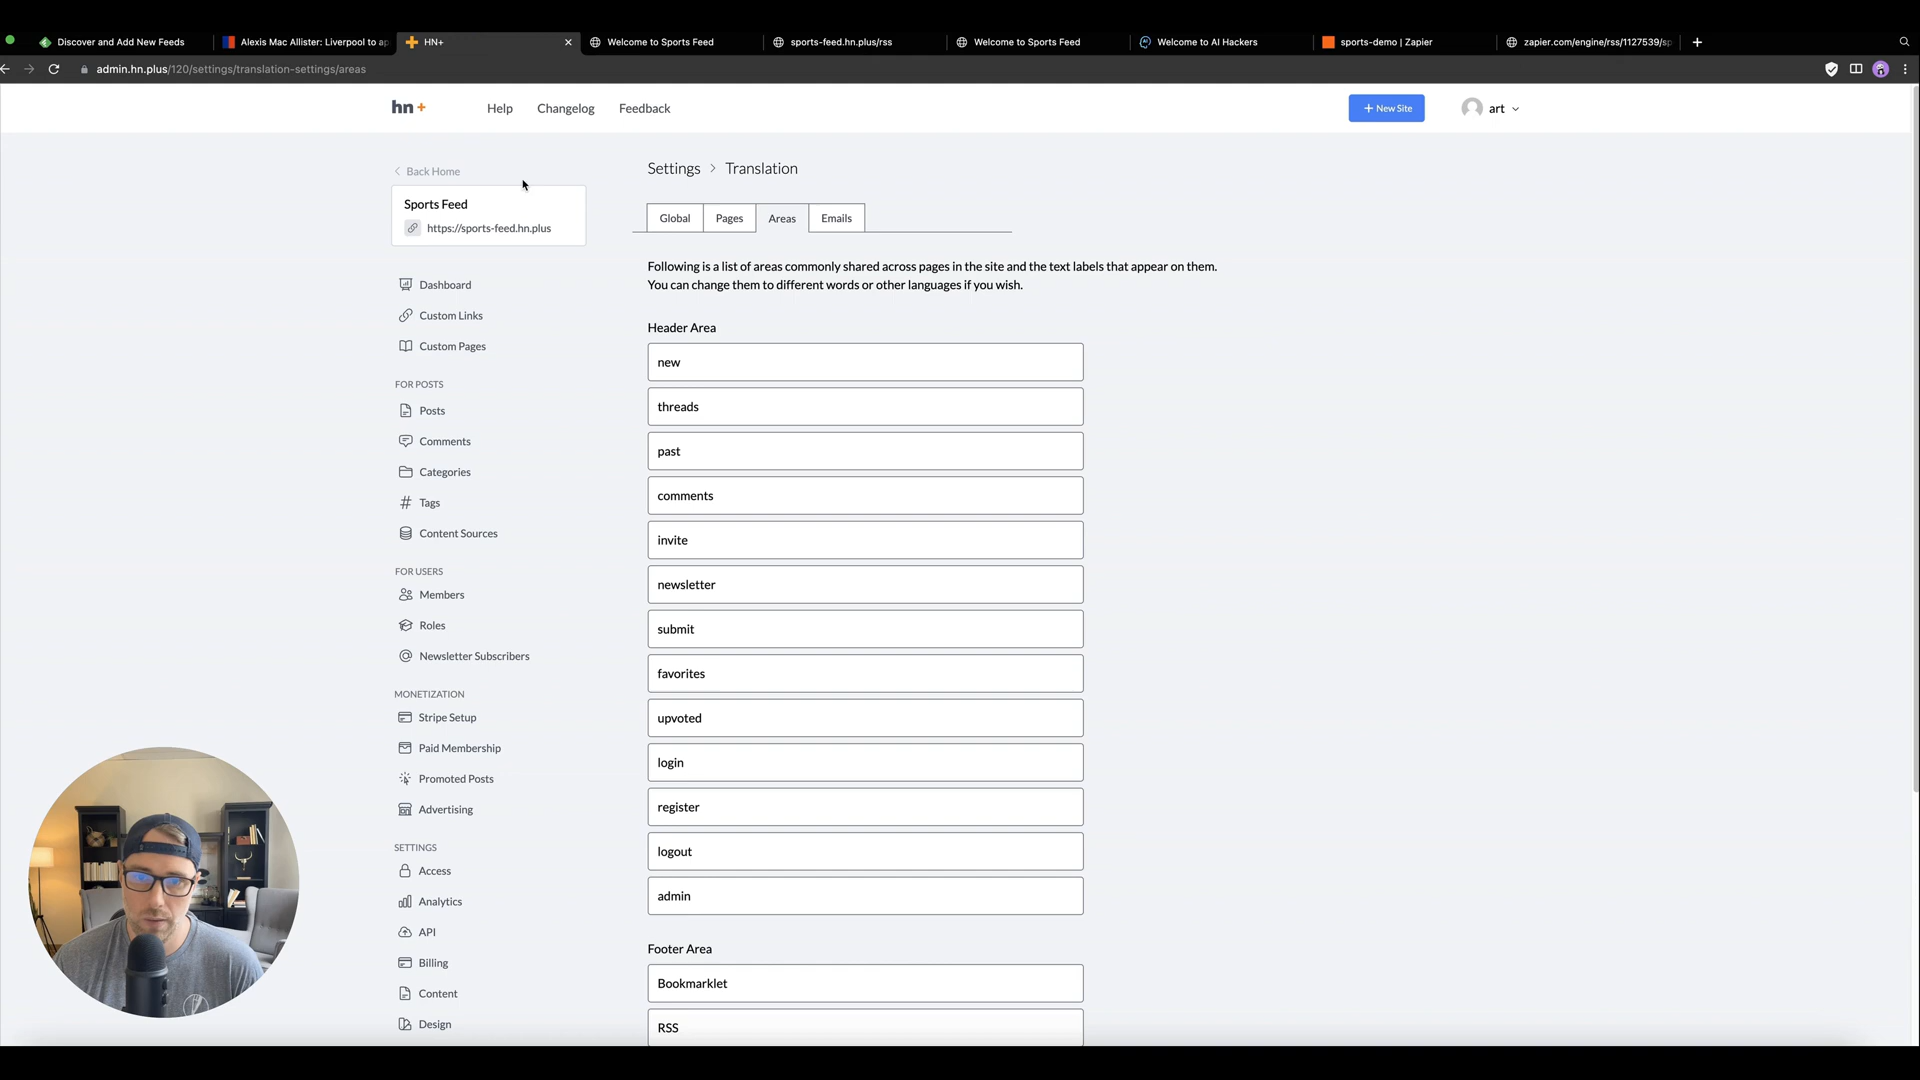 Discover and Add New Feeds
Alexis Mac Allister: Liverpool to ap
HN+
Welcome to Sports Feed
sports-feed.hn.plus/rss
Welcome to Sports Feed
Welcome to AI Hackers
sports-demo | Zapier
zapier.com/engine/rss/1127539/sp
admin.hn.plus/120/settings/translation-settings/areas
hn +
Help
Changelog
Feedback
+ New Site
art
Back Home
Sports Feed
https://sports-feed.hn.plus
Dashboard
Custom Links
Custom Pages
FOR POSTS
Posts
Comments
Categories
Tags
Content Sources
FOR USERS
Members
Roles
Newsletter Subscribers
MONETIZATION
Stripe Setup
Paid Membership
Promoted Posts
Advertising
SETTINGS
Access
Analytics
API
Billing
Content
Design
Settings > Translation
Global
Pages
Areas
Emails
Following is a list of areas commonly shared across pages in the site and the text labels that appear on them.
You can change them to different words or other languages if you wish.
Header Area
new
threads
past
comments
invite
newsletter
submit
favorites
upvoted
login
register
logout
admin
Footer Area
Bookmarklet
RSS